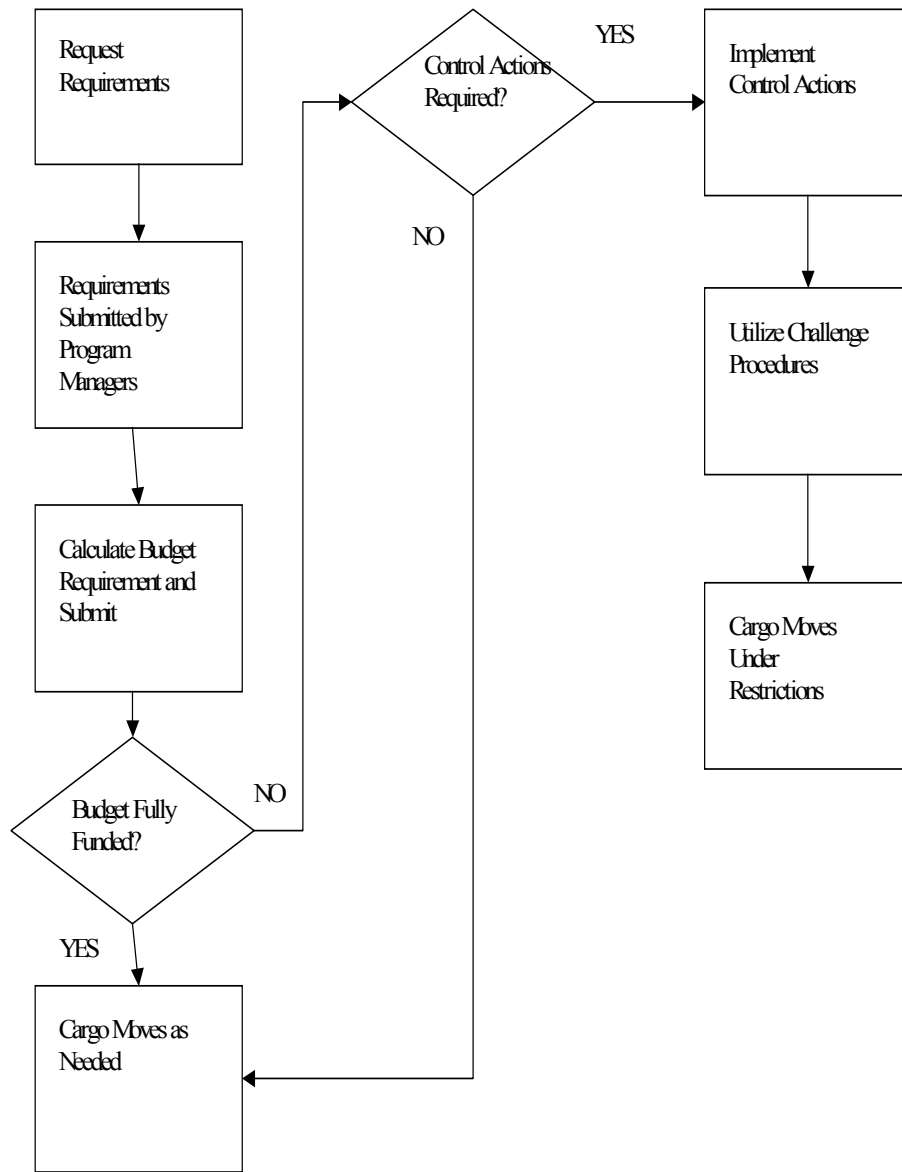 Request
Requirements
Requirements
Submitted by
Program
Managers
Calculate Budget
Requirement and
Submit
Budget Fully
Funded?
NO
YES
Cargo Moves as
Needed
Control Actions
Required?
YES
NO
Implement
Control Actions
Utilize Challenge
Procedures
Cargo Moves
Under
Restrictions